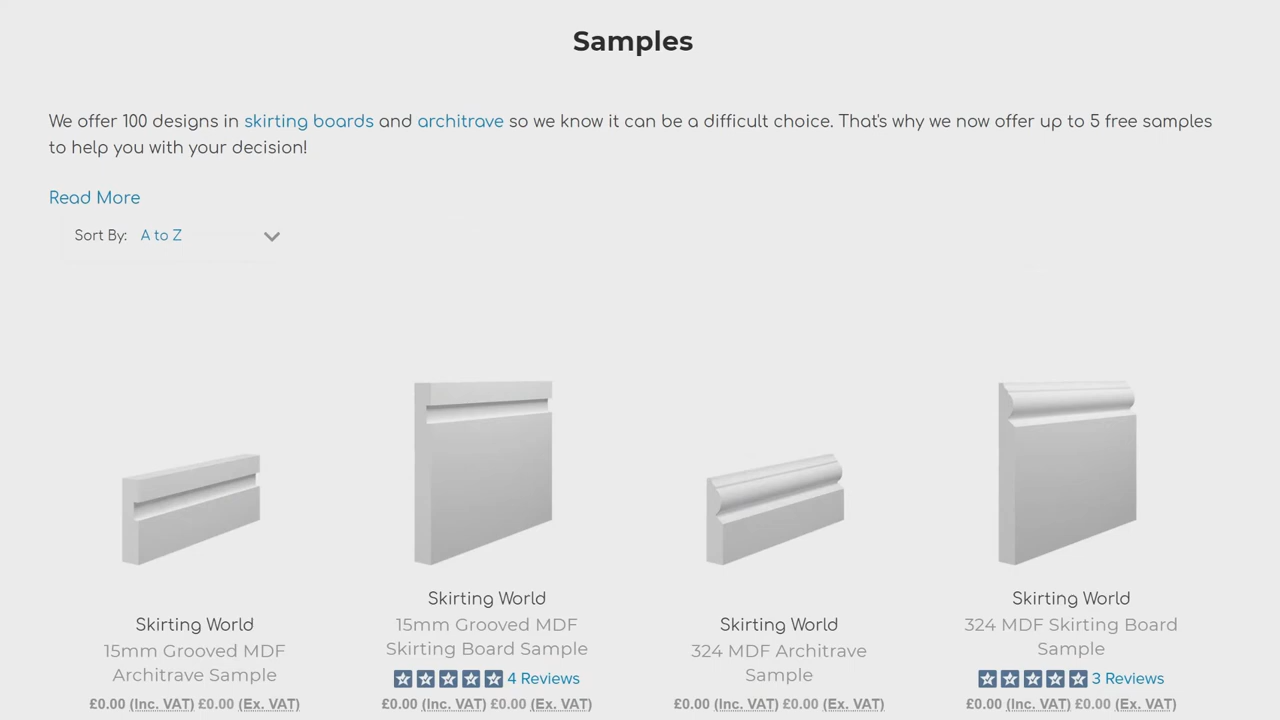 Samples
We offer 100 designs in skirting boards and architrave so we know it can be a difficult choice. That's why we now offer up to 5 free samples
to help you with your decision!
Read More
Sort By: A to Z
Skirting World
15mm Grooved MDF
Architrave Sample
£0.00 (Inc. VAT) £0.00 (Ex. VAT)
Skirting World
15mm Grooved MDF
Skirting Board Sample
4 Reviews
£0.00 (Inc. VAT) £0.00 (Ex. VAT)
Skirting World
324 MDF Architrave
Sample
£0.00 (Inc. VAT) £0.00 (Ex. VAT)
Skirting World
324 MDF Skirting Board
Sample
3 Reviews
£0.00 (Inc. VAT) £0.00 (Ex. VAT)